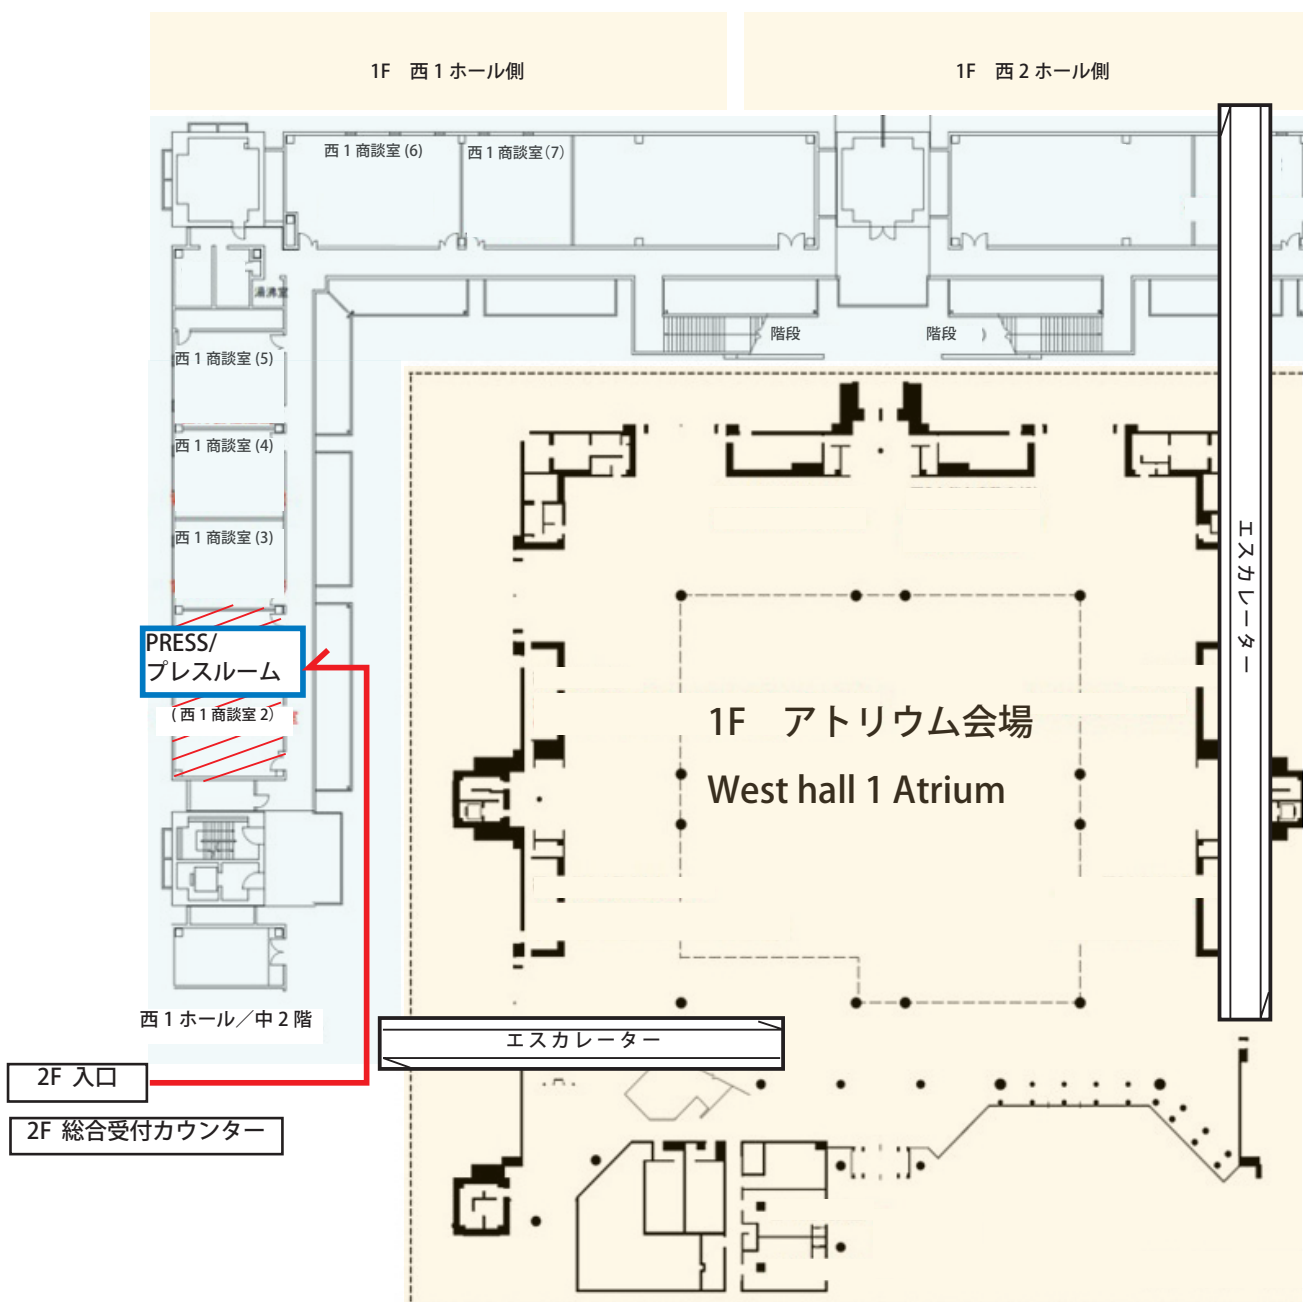 1F 西1ホール側
1F 西2ホール側
西1商談室(6)
西1商談室(7)
湯沸室
階段
階段
西1商談室(5)
西1商談室(4)
西1商談室(3)
PRESS/
プレスルーム
(西1商談室2)
エスカレーター
1F アトリウム会場
West hall 1 Atrium
西1ホール/中2階
エスカレーター
2F 入口
2F 総合受付カウンター